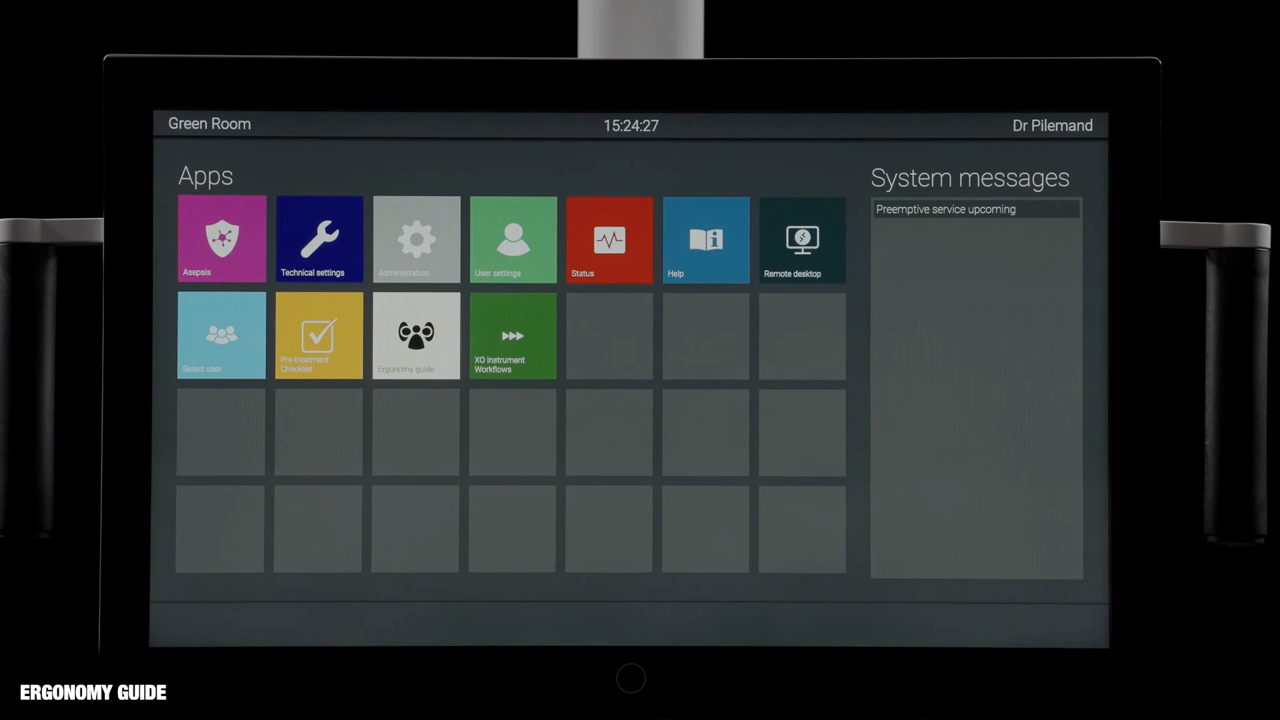 Green Room
15:24:27
Dr Pilemand
Apps
System messages
Preemptive service upcoming
Asepsis
Technical settings
Administration
User settings
Status
Help
Remote desktop
Select user
Pre-treatment
Checklist
Ergonomy guide
XO Instrument
Workflows
ERGONOMY GUIDE